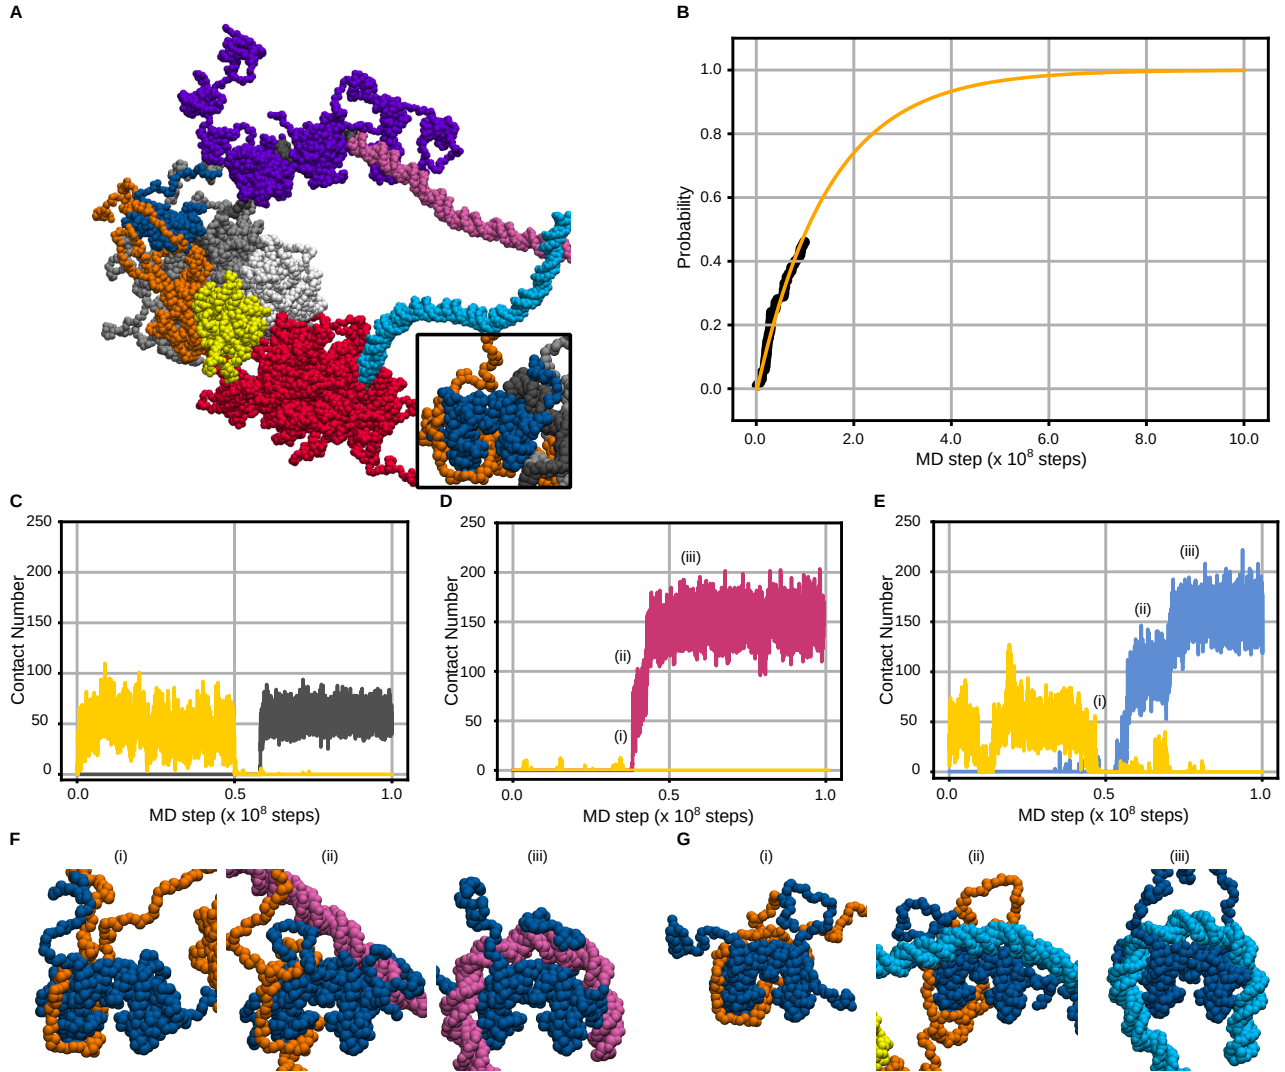 A
B
Probability
1.0
0.8
0.6
0.4
0.2
0.0
0.0 2.0 4.0 6.0 8.0 10.0
MD step (x 10⁸ steps)
C
Contact Number
250
200
150
100
50
0
0.0 0.5 1.0
MD step (x 10⁸ steps)
D
Contact Number
250
200
150
100
50
0
(i)
(ii)
(iii)
0.0 0.5 1.0
MD step (x 10⁸ steps)
E
Contact Number
250
200
150
100
50
0
(i)
(ii)
(iii)
0.0 0.5 1.0
MD step (x 10⁸ steps)
F
(i) (ii) (iii)
G
(i) (ii) (iii)